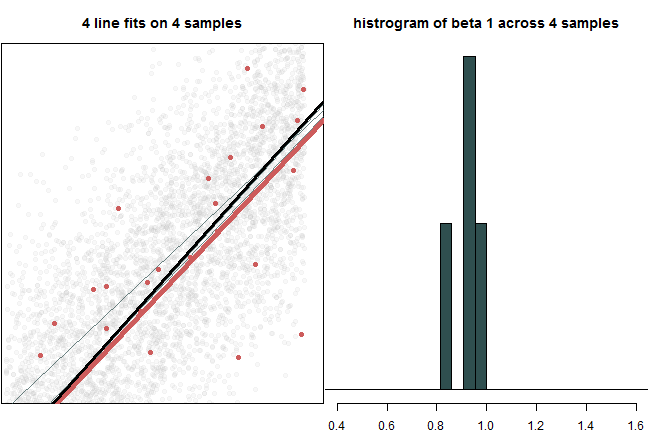 4 line fits on 4 samples
histrogram of beta 1 across 4 samples
0.4 0.6 0.8 1.0 1.2 1.4 1.6